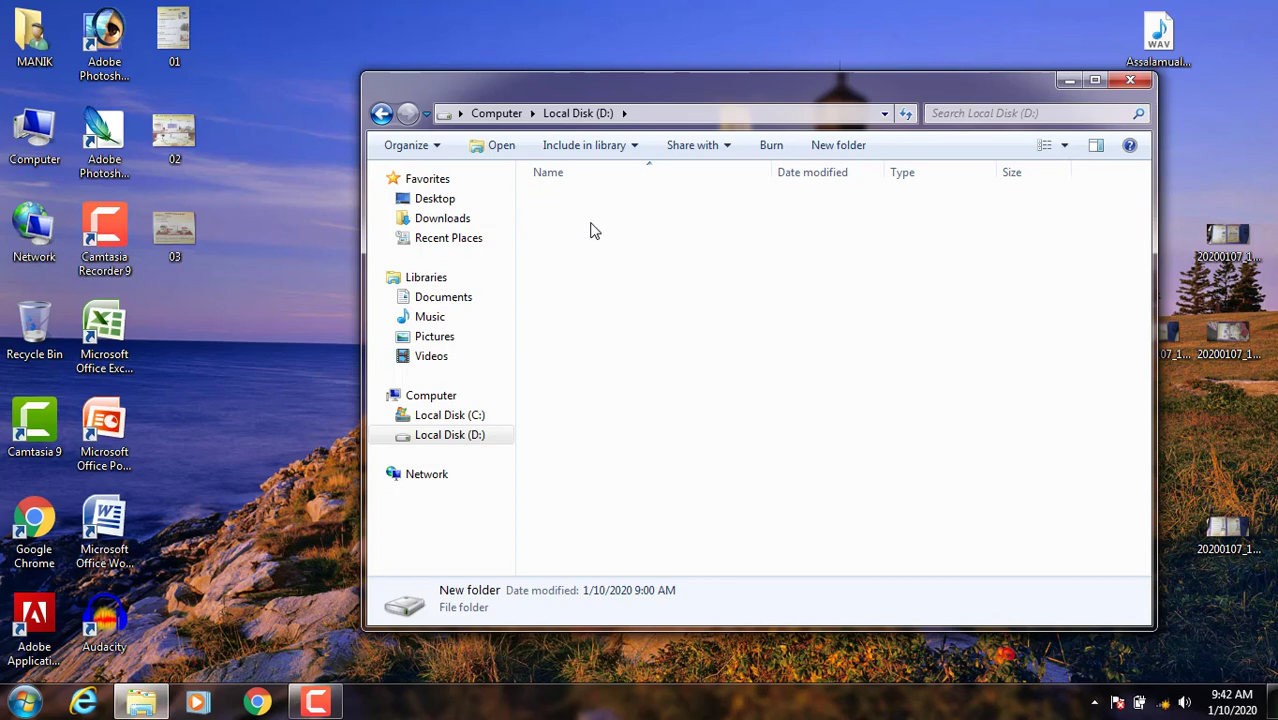 MANIK
Adobe
Photosh...
01
Computer
Adobe
Photosh...
02
Network
Camtasia
Recorder 9
03
Recycle Bin
Microsoft
Office Exc...
Camtasia 9
Microsoft
Office Po...
Google
Chrome
Microsoft
Office Wo...
Adobe
Applicati...
Audacity
WAV
Assalamual...
20200107_1...
07_1...
20200107_1...
20200107_1...
Computer
Local Disk (D:)
Search Local Disk (D:)
Organize
Open
Include in library
Share with
Burn
New folder
Name
Date modified
Type
Size
Favorites
Desktop
Downloads
Recent Places
Libraries
Documents
Music
Pictures
Videos
Computer
Local Disk (C:)
Local Disk (D:)
Network
New folder Date modified: 1/10/2020 9:00 AM
File folder
9:42 AM
1/10/2020